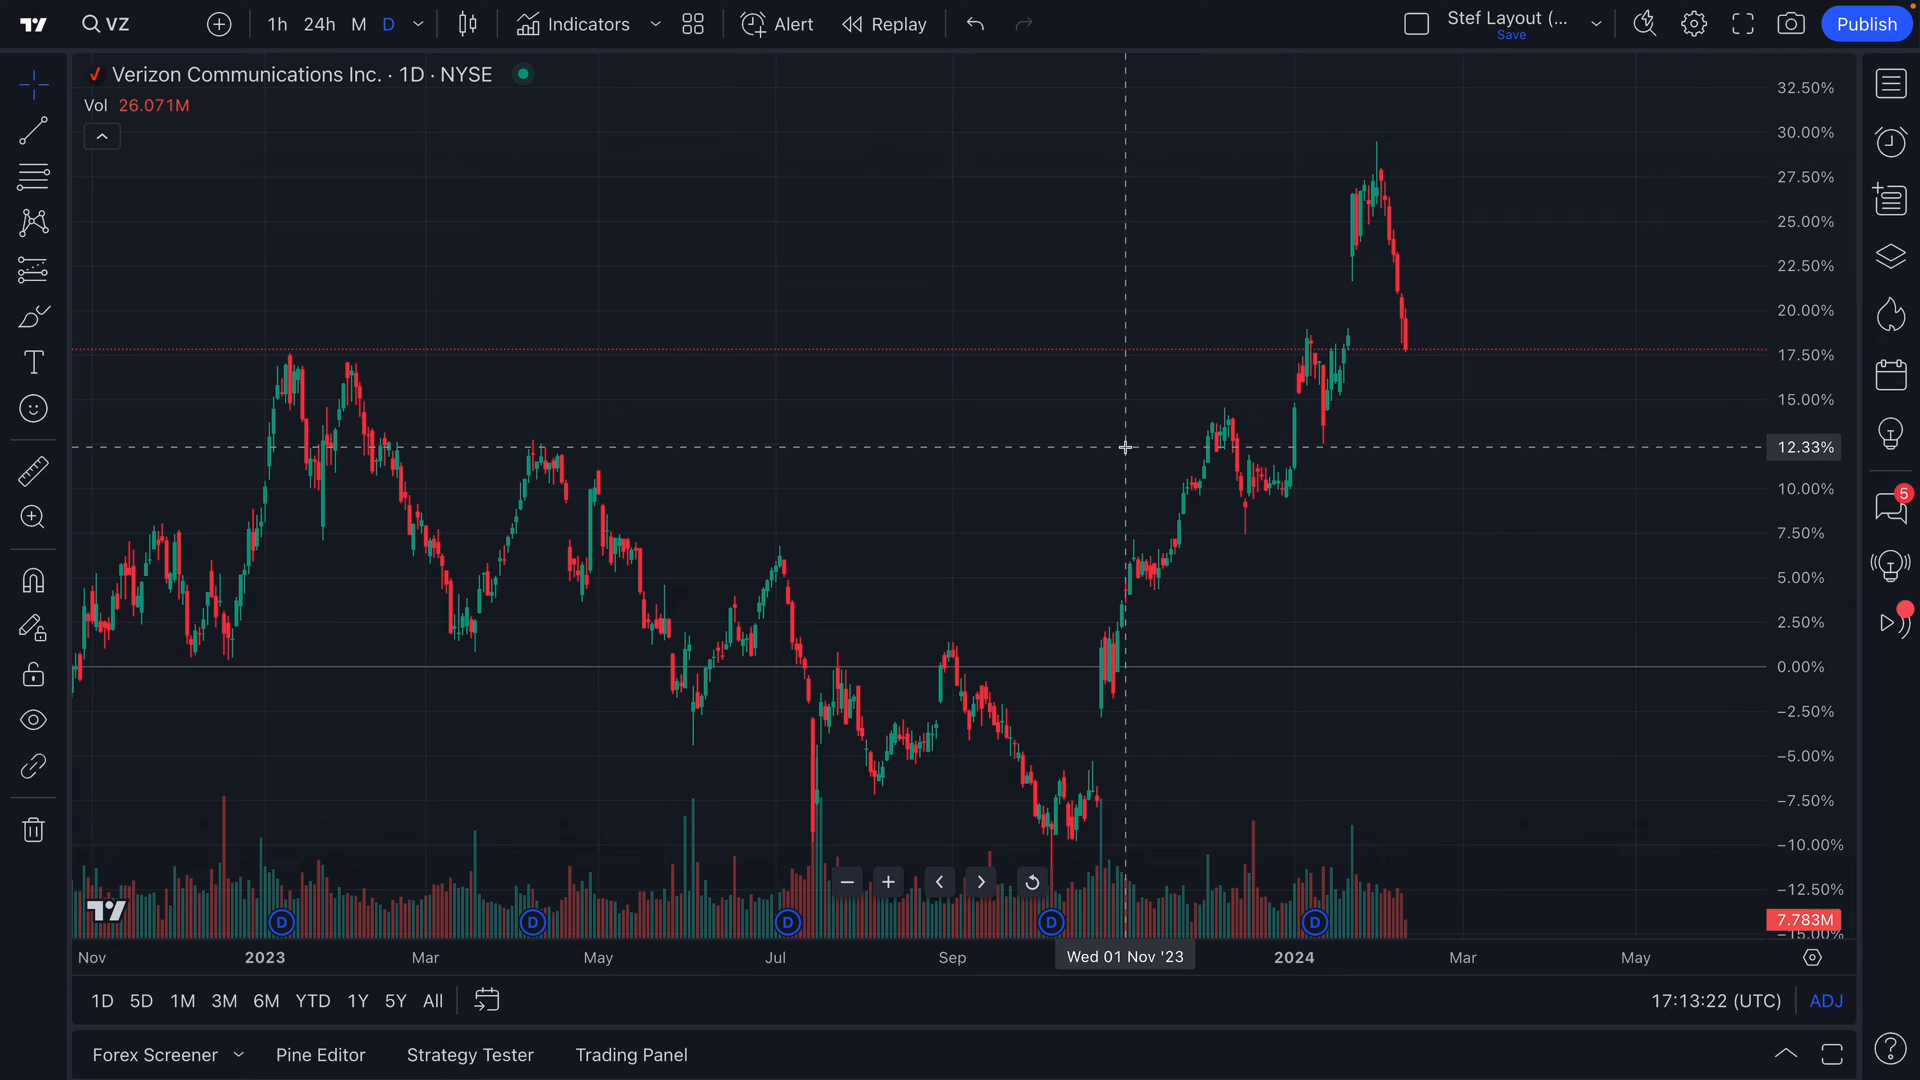 VZ 1h 24h M D Indicators Alert Replay Stef Layout (... Publish
Save
Verizon Communications Inc. · 1D · NYSE
Vol 26.071M
32.50%
30.00%
27.50%
25.00%
22.50%
20.00%
17.50%
15.00%
12.33%
10.00%
5
7.50%
5.00%
2.50%
0.00%
−2.50%
−5.00%
−7.50%
−10.00%
−12.50%
D D D D D
7.783M
−15.00%
Nov 2023 Mar May Jul Sep Wed 01 Nov '23 2024 Mar May
1D 5D 1M 3M 6M YTD 1Y 5Y All 17:13:22 (UTC) ADJ
Forex Screener Pine Editor Strategy Tester Trading Panel